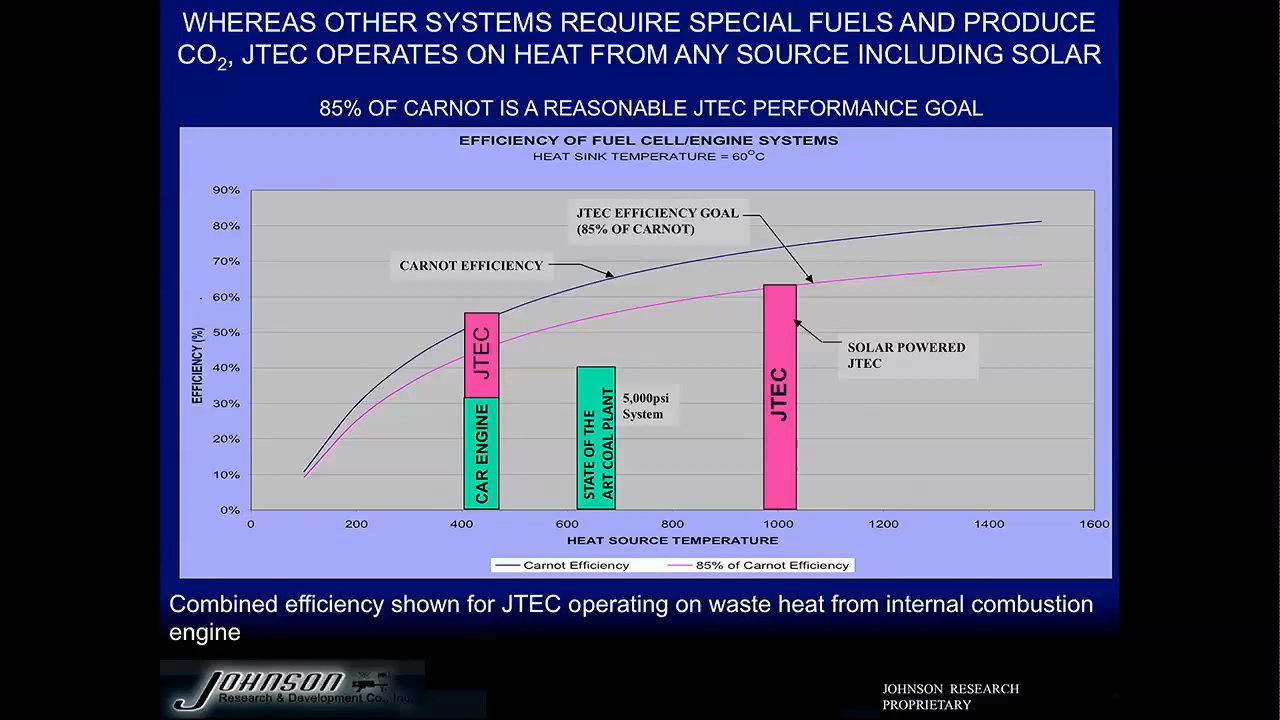 WHEREAS OTHER SYSTEMS REQUIRE SPECIAL FUELS AND PRODUCE
CO₂, JTEC OPERATES ON HEAT FROM ANY SOURCE INCLUDING SOLAR
85% OF CARNOT IS A REASONABLE JTEC PERFORMANCE GOAL
EFFICIENCY OF FUEL CELL/ENGINE SYSTEMS
HEAT SINK TEMPERATURE = 60°C
90%
80%
70%
60%
50%
40%
30%
20%
10%
0%
EFFICIENCY (%)
JTEC EFFICIENCY GOAL
(85% OF CARNOT)
CARNOT EFFICIENCY
JTEC
CAR ENGINE
STATE OF THE
ART COAL PLANT
5,000psi
System
JTEC
SOLAR POWERED
JTEC
0 200 400 600 800 1000 1200 1400 1600
HEAT SOURCE TEMPERATURE
Carnot Efficiency 85% of Carnot Efficiency
Combined efficiency shown for JTEC operating on waste heat from internal combustion
engine
JOHNSON
Research & Development Co., Inc.
JOHNSON RESEARCH
PROPRIETARY